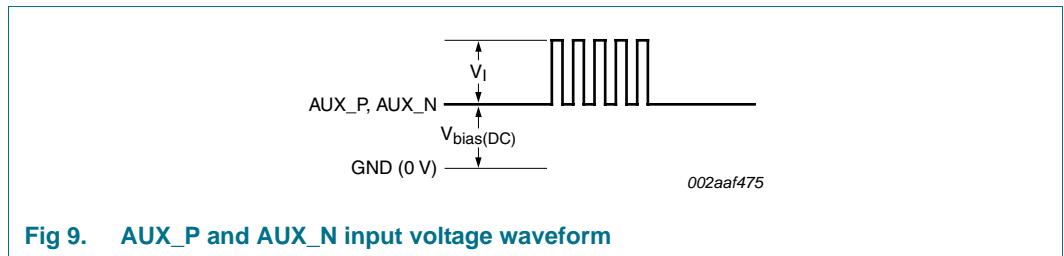 V_I
AUX_P, AUX_N
V_bias(DC)
GND (0 V)
002aaf475
Fig 9. AUX_P and AUX_N input voltage waveform